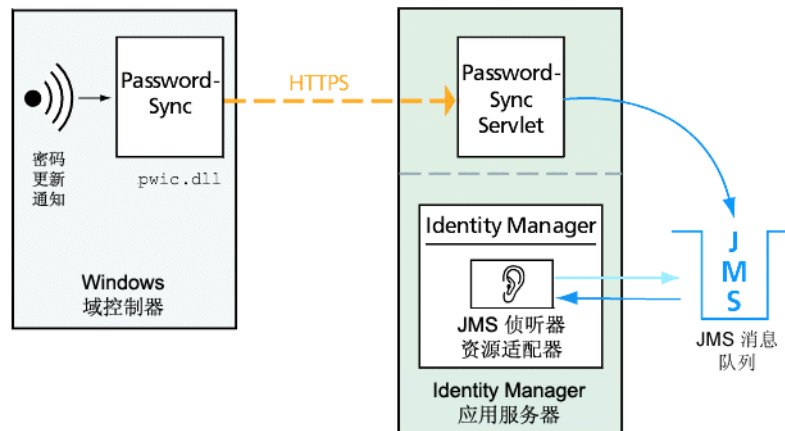 密码
更新
通知
Password-
Sync
pwic.dll
Windows
域控制器
HTTPS
Password-
Sync
Servlet
Identity Manager
JMS 侦听器
资源适配器
Identity Manager
应用服务器
J
M
S
JMS 消息
队列